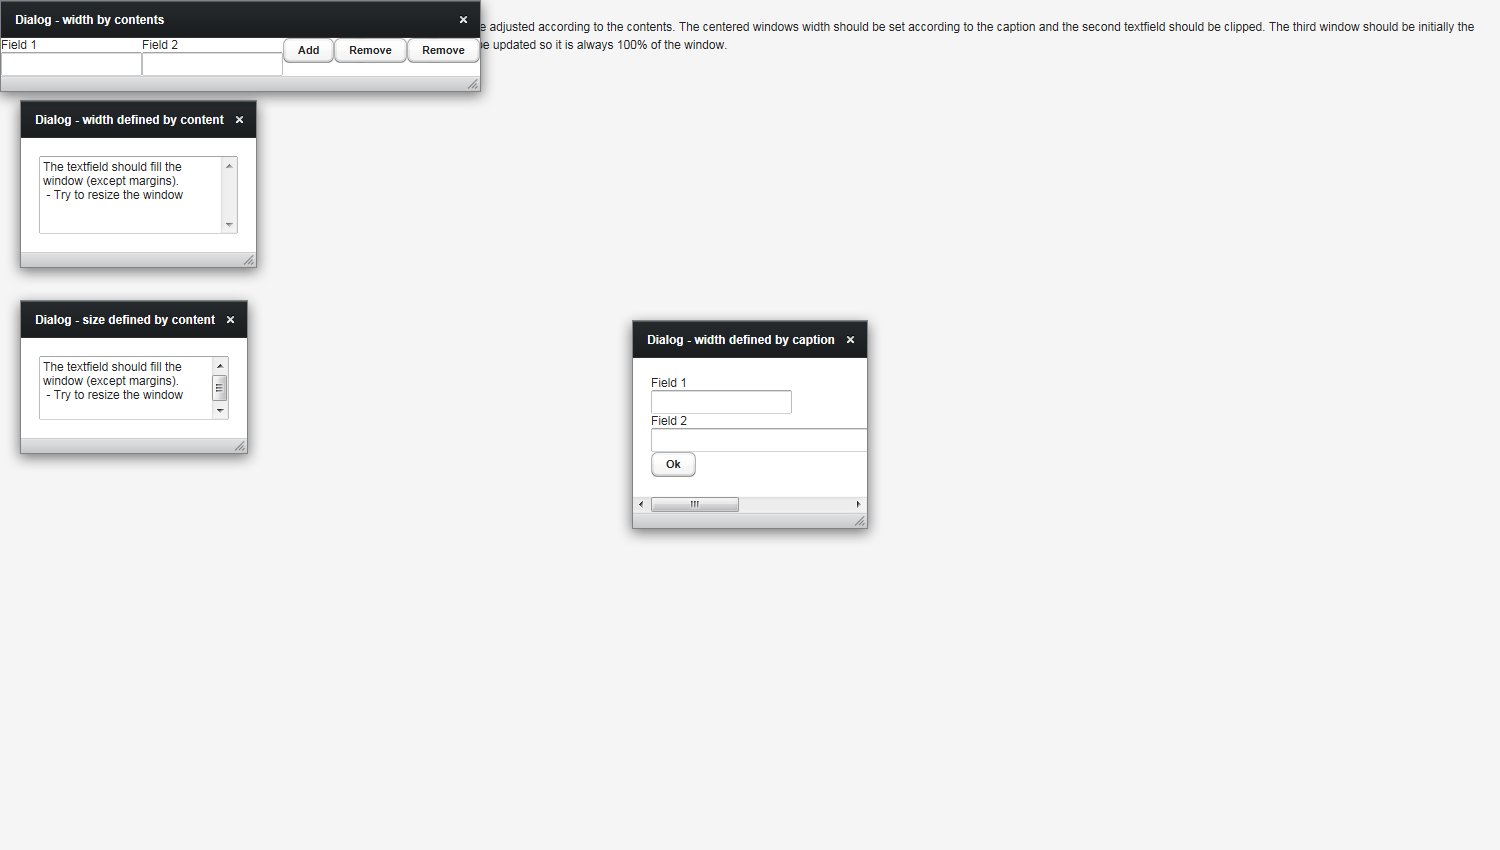 Dialog - width by contents
adjusted according to the contents. The centered windows width should be set according to the caption and the second textfield should be clipped. The third window should be initially the
updated so it is always 100% of the window.
Field 1
Field 2
Add
Remove
Remove
Dialog - width defined by content
The textfield should fill the
window (except margins).
- Try to resize the window
Dialog - size defined by content
The textfield should fill the
window (except margins).
- Try to resize the window
Dialog - width defined by caption
Field 1
Field 2
Ok